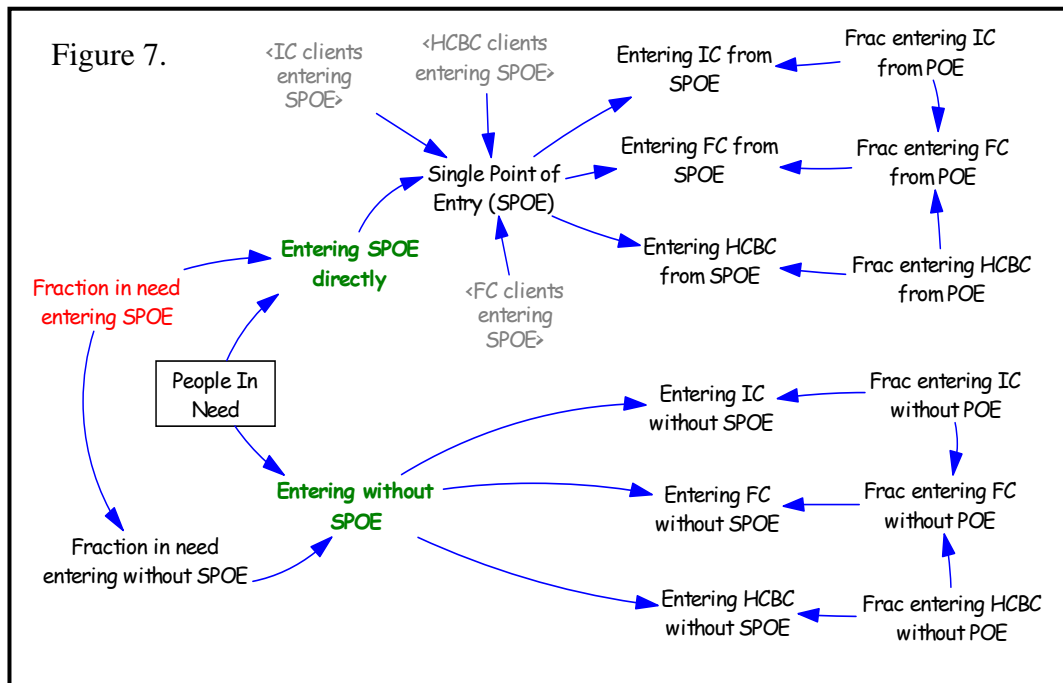 Figure 7.
<IC clients
entering
SPOE>
<HCBC clients
entering SPOE>
Entering IC from
SPOE
Frac entering IC
from POE
Single Point of
Entry (SPOE)
Entering FC from
SPOE
Frac entering FC
from POE
Entering SPOE
directly
Entering HCBC
from SPOE
Frac entering HCBC
from POE
Fraction in need
entering SPOE
<FC clients
entering
SPOE>
People In
Need
Entering IC
without SPOE
Frac entering IC
without POE
Entering without
SPOE
Entering FC
without SPOE
Frac entering FC
without POE
Fraction in need
entering without SPOE
Entering HCBC
without SPOE
Frac entering HCBC
without POE